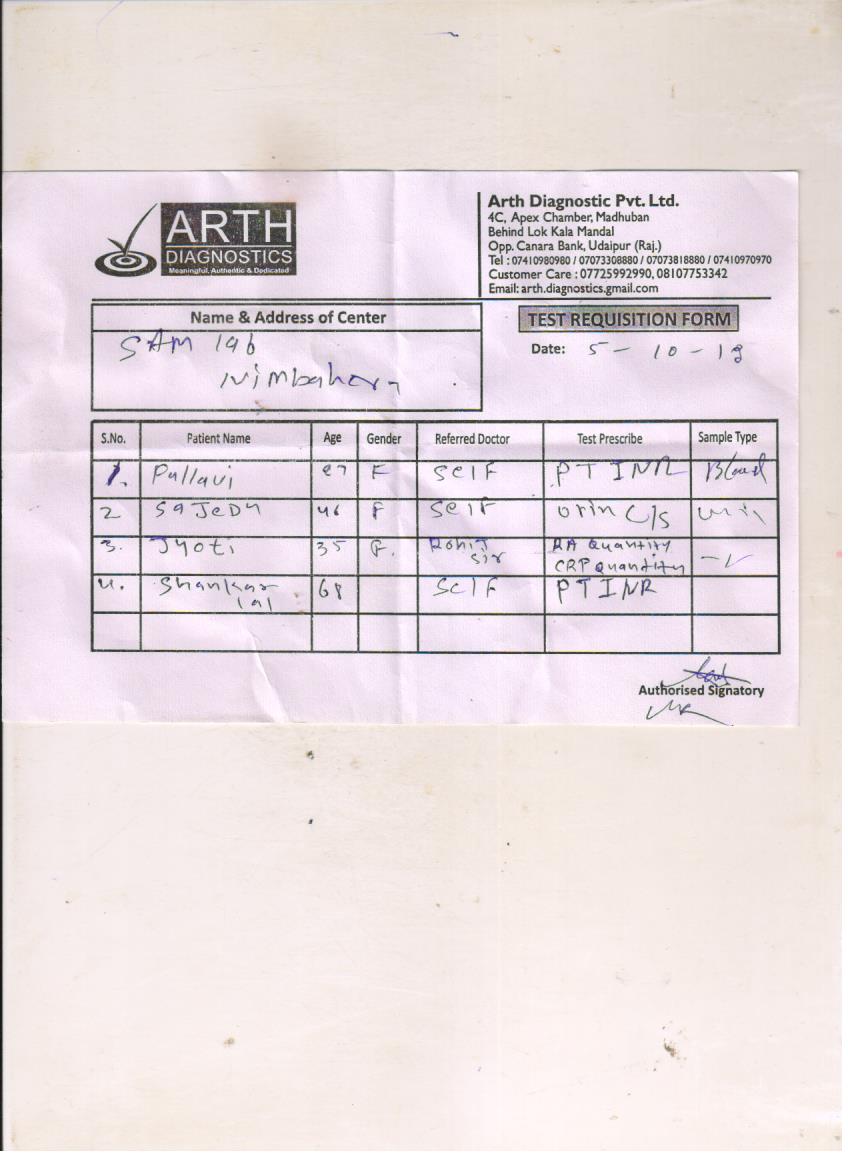 ARTH
DIAGNOSTICS
Meaningful, Authentic & Dedicated
Arth Diagnostic Pvt. Ltd.
4C, Apex Chamber, Madhuban
Behind Lok Kala Mandal
Opp. Canara Bank, Udaipur (Raj.)
Tel : 07410980980 / 07073308880 / 07073818880 / 07410970970
Customer Care : 07725992990, 08107753342
Email: arth.diagnostics.gmail.com
Name & Address of Center
SAM lab
TEST REQUISITION FORM
Date: 5 - 10 - 
S.No. Patient Name Age Gender Referred Doctor Test Prescribe Sample Type
1. Pallavi 27 F Self PT INR Blood
2 46 F Self Urin C/S Urin
3. Jyoti 35 F. Rohit Sir RA Quantity
CRP Quantity
4. Shankar lal 68 Self PT INR
Authorised Signatory